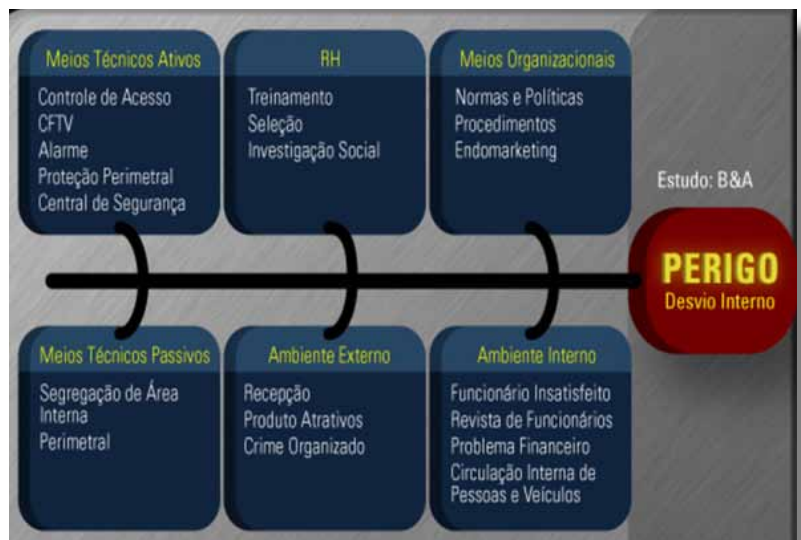 Meios Técnicos Ativos
Controle de Acesso
CFTV
Alarme
Proteção Perimetral
Central de Segurança
RH
Treinamento
Seleção
Investigação Social
Meios Organizacionais
Normas e Políticas
Procedimentos
Endomarketing
Estudo: B&A
PERIGO
Desvio Interno
Meios Técnicos Passivos
Segregação de Área
Interna
Perimetral
Ambiente Externo
Recepção
Produto Atrativos
Crime Organizado
Ambiente Interno
Funcionário Insatisfeito
Revista de Funcionários
Problema Financeiro
Circulação Interna de
Pessoas e Veículos